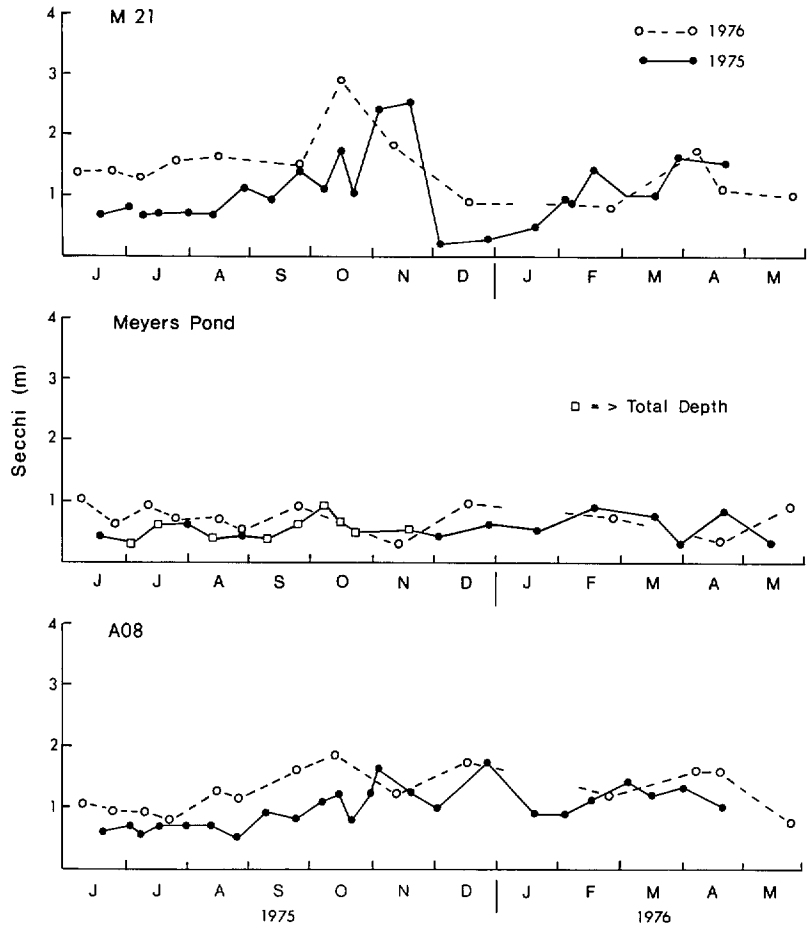 M 21
1976
1975
4
3
2
1
J J A S O N D J F M A M
Meyers Pond
Total Depth
4
3
2
1
J J A S O N D J F M A M
Secchi (m)
A08
4
3
2
1
J J A S O N D J F M A M
1975 1976